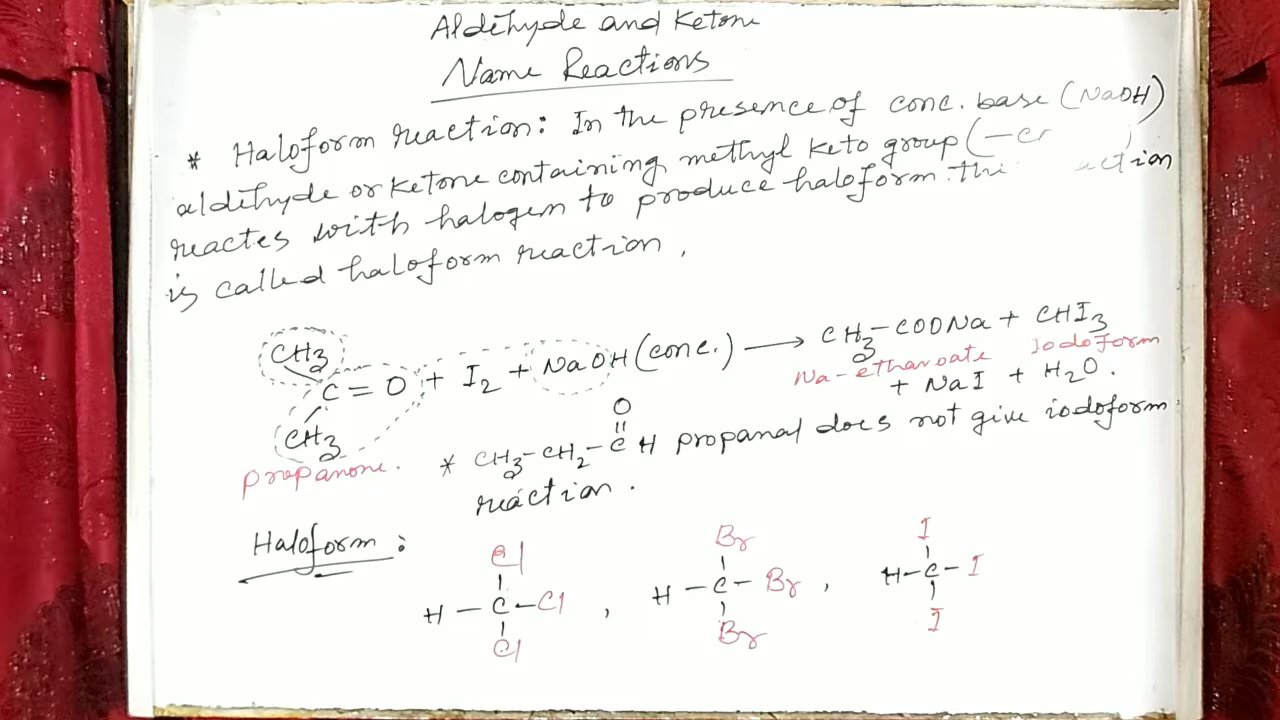 Aldehyde and Ketone
Name Reactions
* Haloform reaction: In the presence of conc. base (NaOH)
aldehyde or Ketone containing methyl keto group (
reactes with halogen to produce haloform.
is called haloform reaction,
CH3
C = O + I2 + NaOH (conc.) ⟶ CH3-COONa + CHI3
Na-ethanoate Iodoform
+ NaI + H2O.
CH3
propanone.
O
* CH3-CH2-C H propanal does not give iodoform
reaction.
Haloform:
Cl
H-C-Cl,
Cl
Br
H-C-Br,
Br
I
H-C-I
I